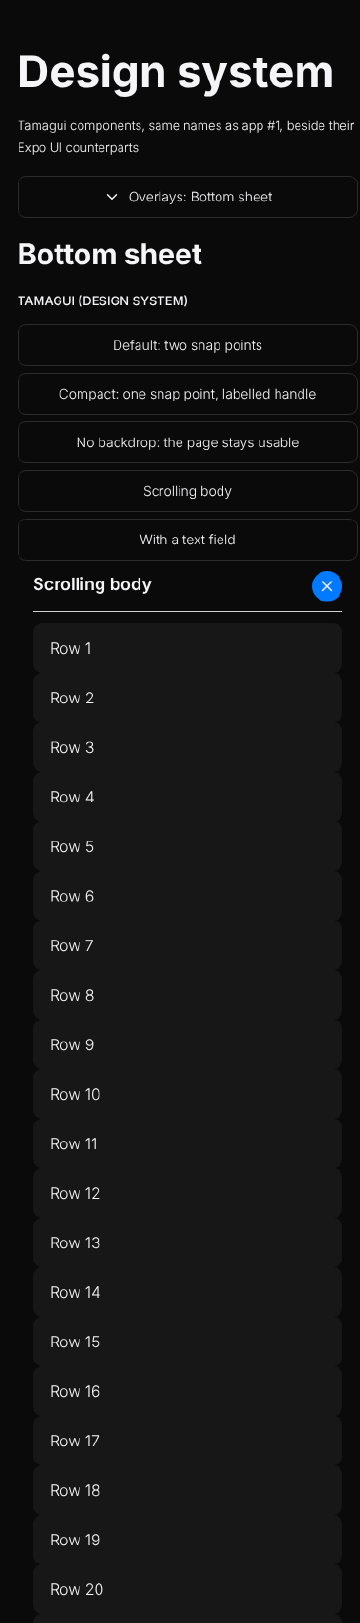 Design system
Tamagui components, same names as app #1, beside their
Expo UI counterparts
Overlays: Bottom sheet
Bottom sheet
TAMAGUI (DESIGN SYSTEM)
Default: two snap points
Compact: one snap point, labelled handle
No backdrop: the page stays usable
Scrolling body
With a text field
Scrolling body
Row 1
Row 2
Row 3
Row 4
Row 5
Row 6
Row 7
Row 8
Row 9
Row 10
Row 11
Row 12
Row 13
Row 14
Row 15
Row 16
Row 17
Row 18
Row 19
Row 20